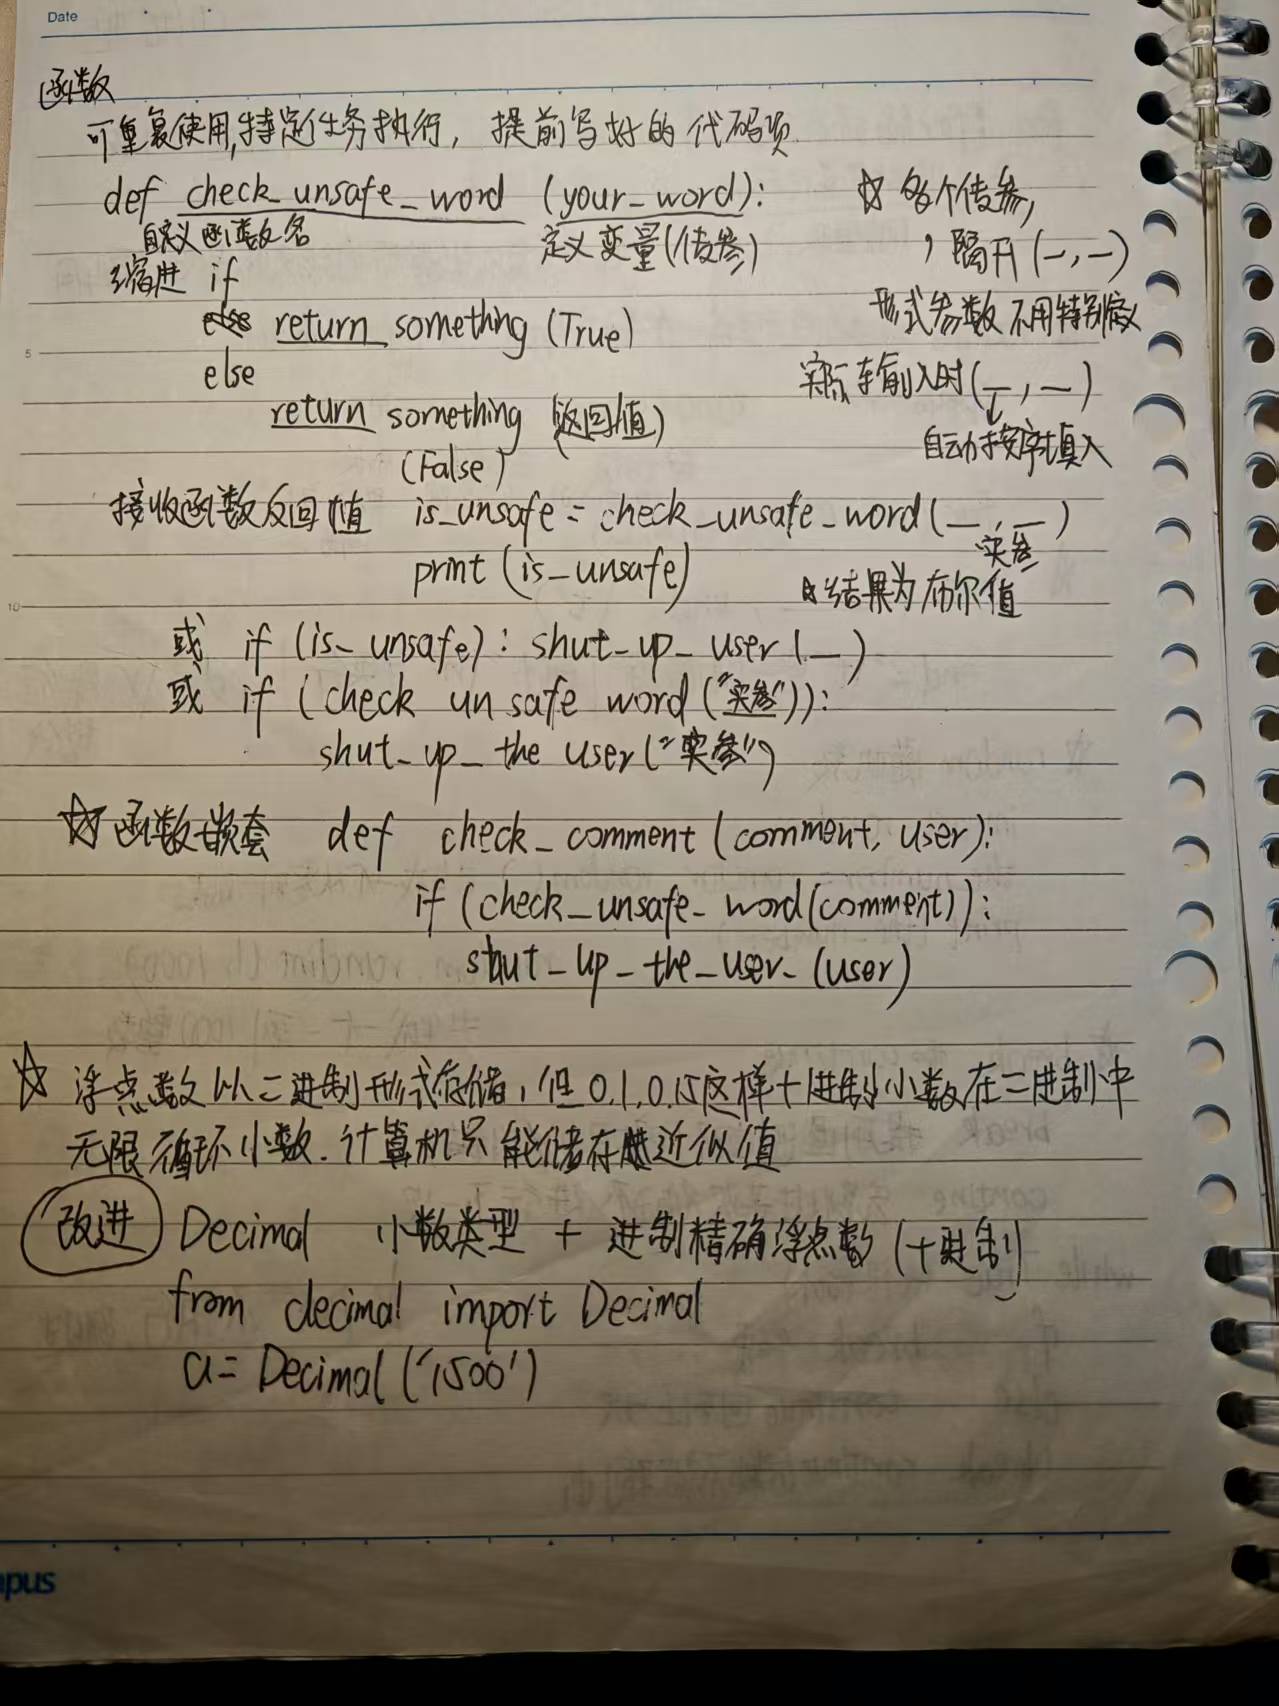 Date
函数
可重复使用,特定任务执行，提前写好的代码项
def check_unsafe_word (your_word):
自定义函数名
定义变量(传参)
☆ 多个传参,
, 隔开 (—,—)
形式参数 不用特别定义
缩进 if
return something (True)
else
return something (返回值)
(False)
实际在输入时 (—,—)
自动按序填入
5
接收函数反回值 is_unsafe = check_unsafe_word (—,—)
实参
print (is_unsafe)
结果为布尔值
10
或 if (is_unsafe): shut_up_user (—)
或 if (check unsafe word ("实参")):
shut_up_the user ("实参")
☆ 函数嵌套 def check_comment (comment, user):
if (check_unsafe_word(comment)):
shut_up_the_user_(user)
☆ 浮点数以二进制形式存储, 但0.1,0.15这样十进制小数在二进制中
无限循环小数. 计算机只能储存近似值
改进 Decimal 小数类型 十进制精确浮点数 (十进制)
from decimal import Decimal
a = Decimal ('1500')
pus